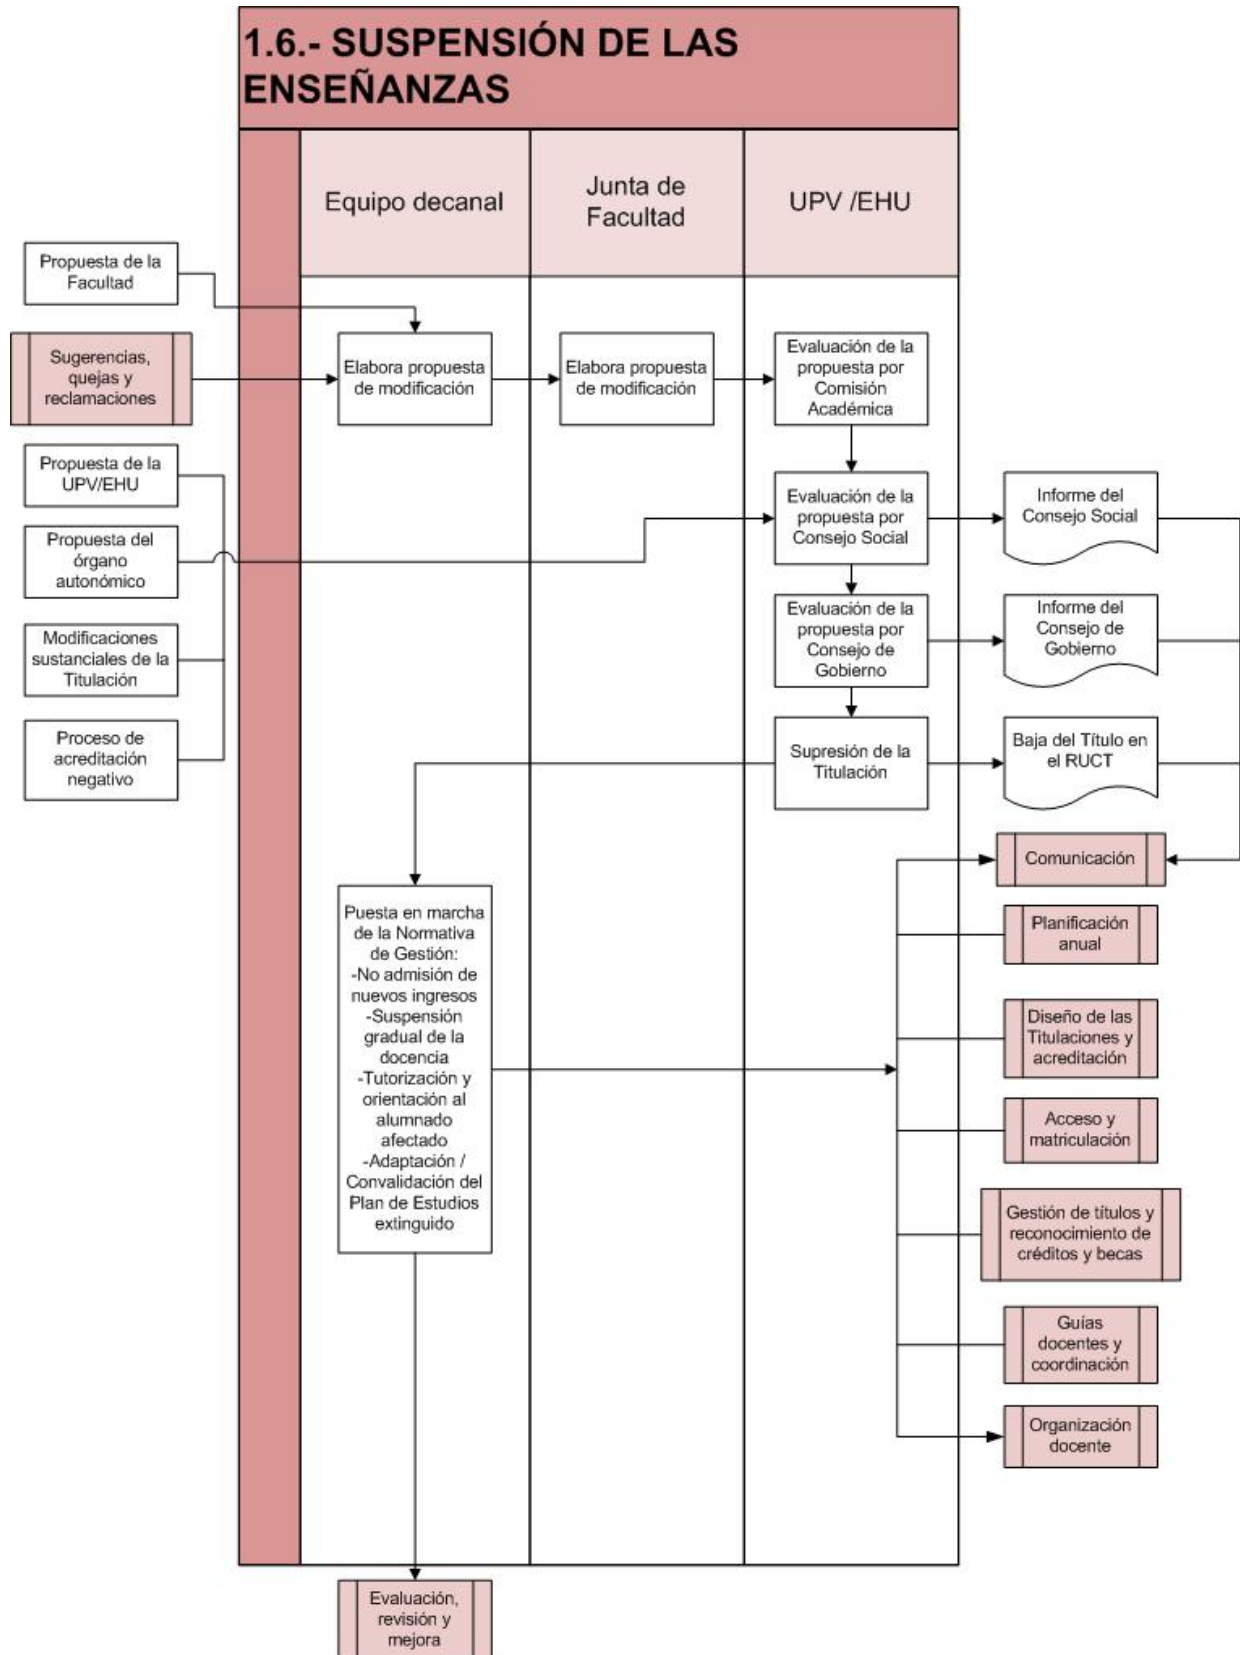 1.6.- SUSPENSIÓN DE LAS
ENSEÑANZAS
Equipo decanal
Junta de
Facultad
UPV /EHU
Propuesta de la
Facultad
Sugerencias,
quejas y
reclamaciones
Elabora propuesta
de modificación
Elabora propuesta
de modificación
Evaluación de la
propuesta por
Comisión
Académica
Propuesta de la
UPV/EHU
Propuesta del
órgano
autonómico
Modificaciones
sustanciales de la
Titulación
Proceso de
acreditación
negativo
Evaluación de la
propuesta por
Consejo Social
Informe del
Consejo Social
Evaluación de la
propuesta por
Consejo de
Gobierno
Informe del
Consejo de
Gobierno
Supresión de la
Titulación
Baja del Título en
el RUCT
Puesta en marcha
de la Normativa
de Gestión:
-No admisión de
nuevos ingresos
-Suspensión
gradual de la
docencia
-Tutorización y
orientación al
alumnado
afectado
-Adaptación /
Convalidación del
Plan de Estudios
extinguido
Comunicación
Planificación
anual
Diseño de las
Titulaciones y
acreditación
Acceso y
matriculación
Gestión de títulos y
reconocimiento de
créditos y becas
Guías
docentes y
coordinación
Organización
docente
Evaluación,
revisión y
mejora